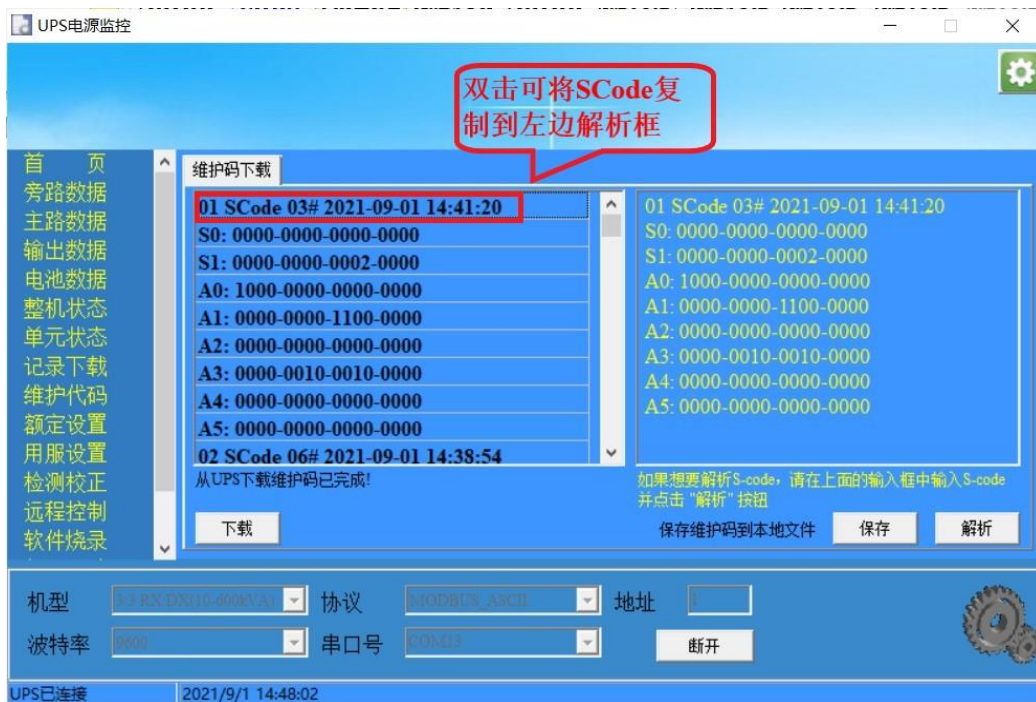 UPS电源监控
双击可将SCode复
制到左边解析框
首 页
旁路数据
主路数据
输出数据
电池数据
整机状态
单元状态
记录下载
维护代码
额定设置
用服设置
检测校正
远程控制
软件烧录
维护码下载
01 SCode 03# 2021-09-01 14:41:20
S0: 0000-0000-0000-0000
S1: 0000-0000-0002-0000
A0: 1000-0000-0000-0000
A1: 0000-0000-1100-0000
A2: 0000-0000-0000-0000
A3: 0000-0010-0010-0000
A4: 0000-0000-0000-0000
A5: 0000-0000-0000-0000
02 SCode 06# 2021-09-01 14:38:54
从UPS下载维护码已完成!
下载
01 SCode 03# 2021-09-01 14:41:20
S0: 0000-0000-0000-0000
S1: 0000-0000-0002-0000
A0: 1000-0000-0000-0000
A1: 0000-0000-1100-0000
A2: 0000-0000-0000-0000
A3: 0000-0010-0010-0000
A4: 0000-0000-0000-0000
A5: 0000-0000-0000-0000
如果想要解析S-code，请在上面的输入框中输入S-code
并点击 "解析" 按钮
保存维护码到本地文件 保存 解析
机型 3-3 RX-DX(10-600kVA) 协议 MODBUS_ASCII 地址
波特率 9600 串口号 COM13 断开
UPS已连接 2021/9/1 14:48:02